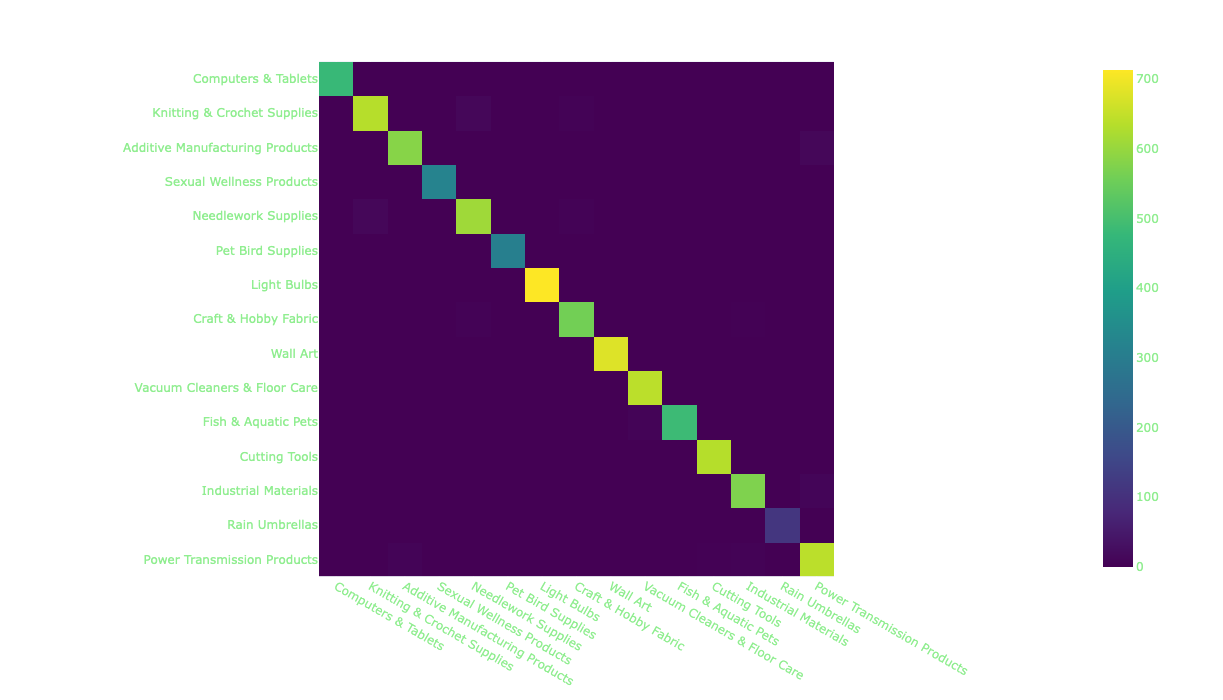 Computers & Tablets
Knitting & Crochet Supplies
Additive Manufacturing Products
Sexual Wellness Products
Needlework Supplies
Pet Bird Supplies
Light Bulbs
Craft & Hobby Fabric
Wall Art
Vacuum Cleaners & Floor Care
Fish & Aquatic Pets
Cutting Tools
Industrial Materials
Rain Umbrellas
Power Transmission Products
Computers & Tablets
Knitting & Crochet Supplies
Additive Manufacturing Products
Sexual Wellness Products
Needlework Supplies
Pet Bird Supplies
Light Bulbs
Craft & Hobby Fabric
Wall Art
Vacuum Cleaners & Floor Care
Fish & Aquatic Pets
Cutting Tools
Industrial Materials
Rain Umbrellas
Power Transmission Products
700
600
500
400
300
200
100
0